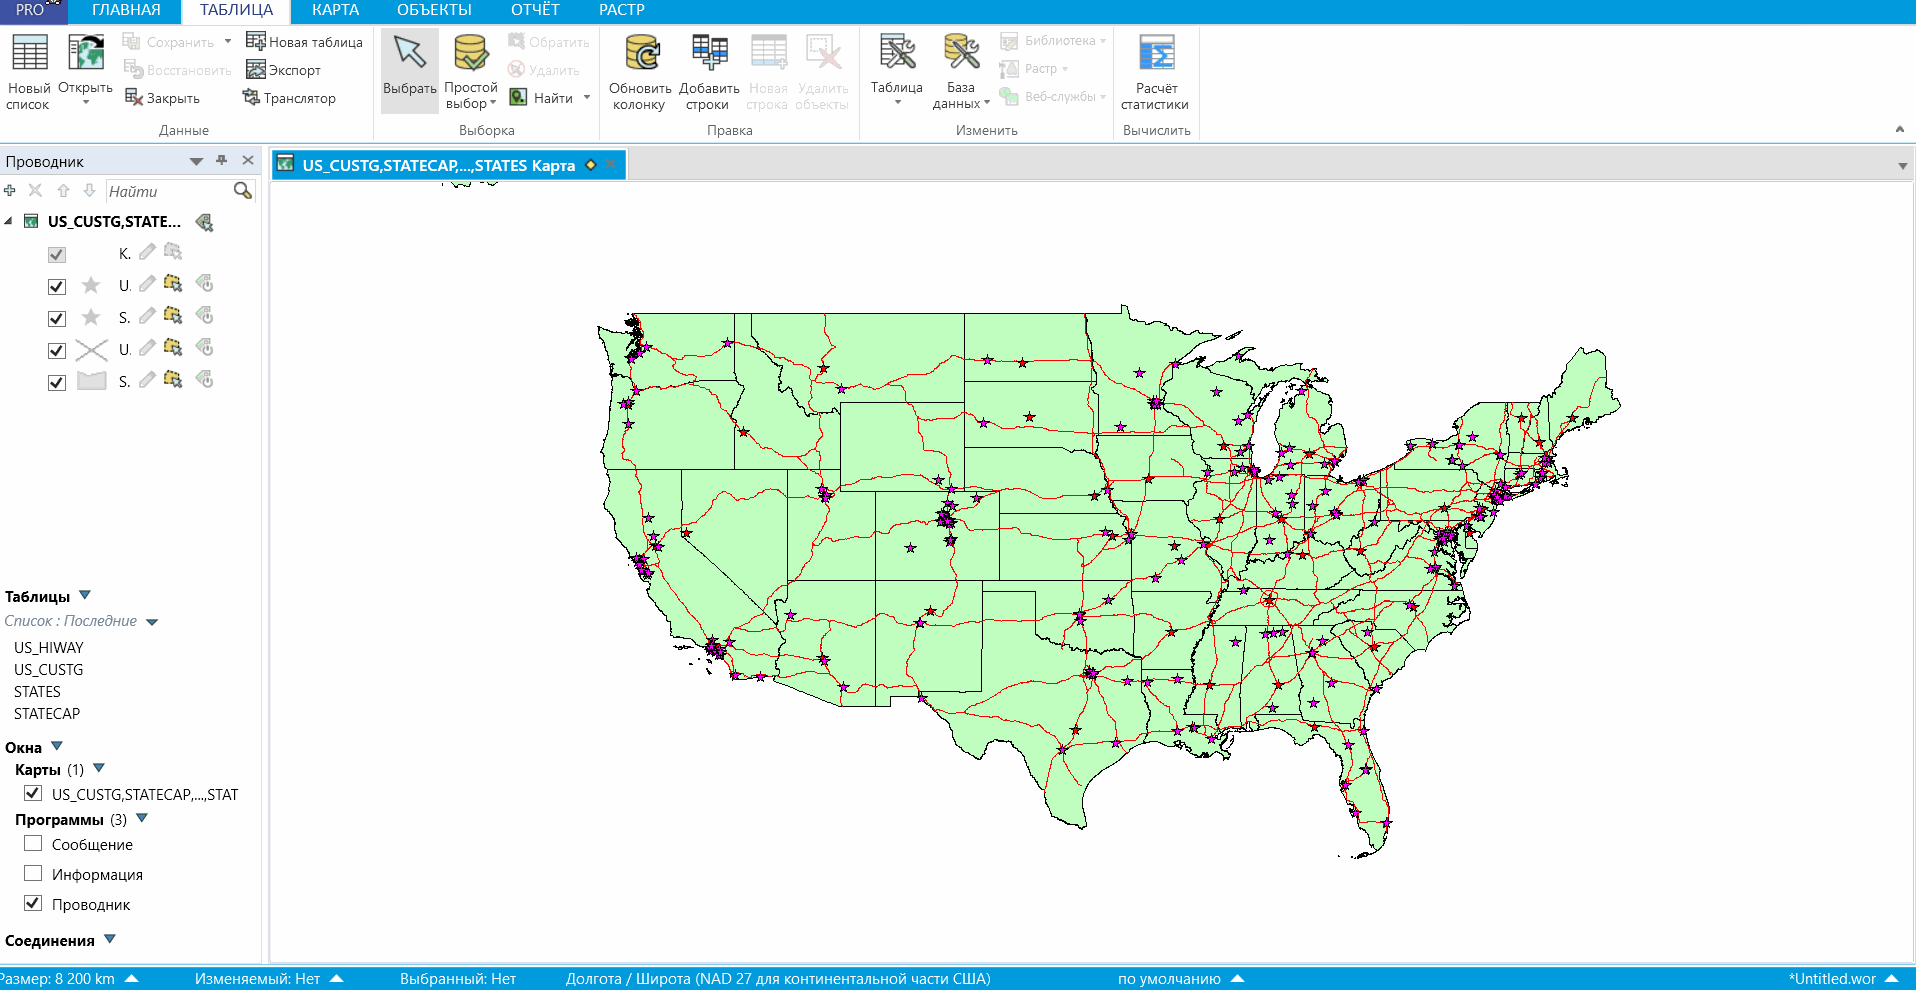 PRO ГЛАВНАЯ ТАБЛИЦА КАРТА ОБЪЕКТЫ ОТЧЁТ РАСТР
Новый список
Открыть
Сохранить
Восстановить
Закрыть
Новая таблица
Экспорт
Транслятор
Данные
Выбрать
Простой выбор
Обратить
Удалить
Найти
Выборка
Обновить колонку
Добавить строки
Новая строка
Удалить объекты
Правка
Таблица
База данных
Библиотека
Растр
Веб-службы
Изменить
Расчёт статистики
Вычислить
Проводник
Найти
US_CUSTG,STATE...
К.
U.
S.
U.
S.
Таблицы
Список : Последние
US_HIWAY
US_CUSTG
STATES
STATECAP
Окна
Карты (1)
US_CUSTG,STATECAP,...,STAT
Программы (3)
Сообщение
Информация
Проводник
Соединения
US_CUSTG,STATECAP,...,STATES Карта
Размер: 8 200 km Изменяемый: Нет Выбранный: Нет Долгота / Широта (NAD 27 для континентальной части США) по умолчанию *Untitled.wor